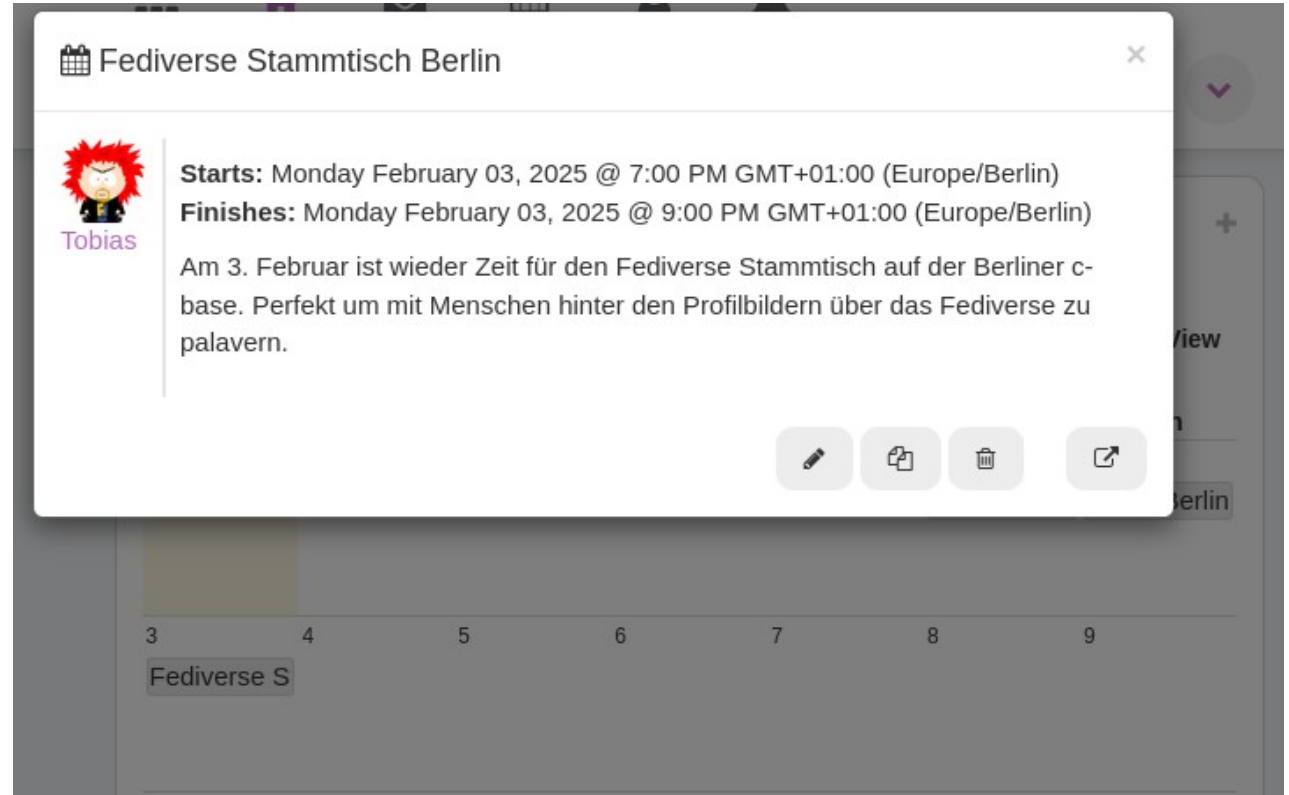 Fediverse Stammtisch Berlin
×
Starts: Monday February 03, 2025 @ 7:00 PM GMT+01:00 (Europe/Berlin)
Finishes: Monday February 03, 2025 @ 9:00 PM GMT+01:00 (Europe/Berlin)
Tobias
Am 3. Februar ist wieder Zeit für den Fediverse Stammtisch auf der Berliner c-
base. Perfekt um mit Menschen hinter den Profilbildern über das Fediverse zu
palavern.
View
Berlin
3 4 5 6 7 8 9
Fediverse S